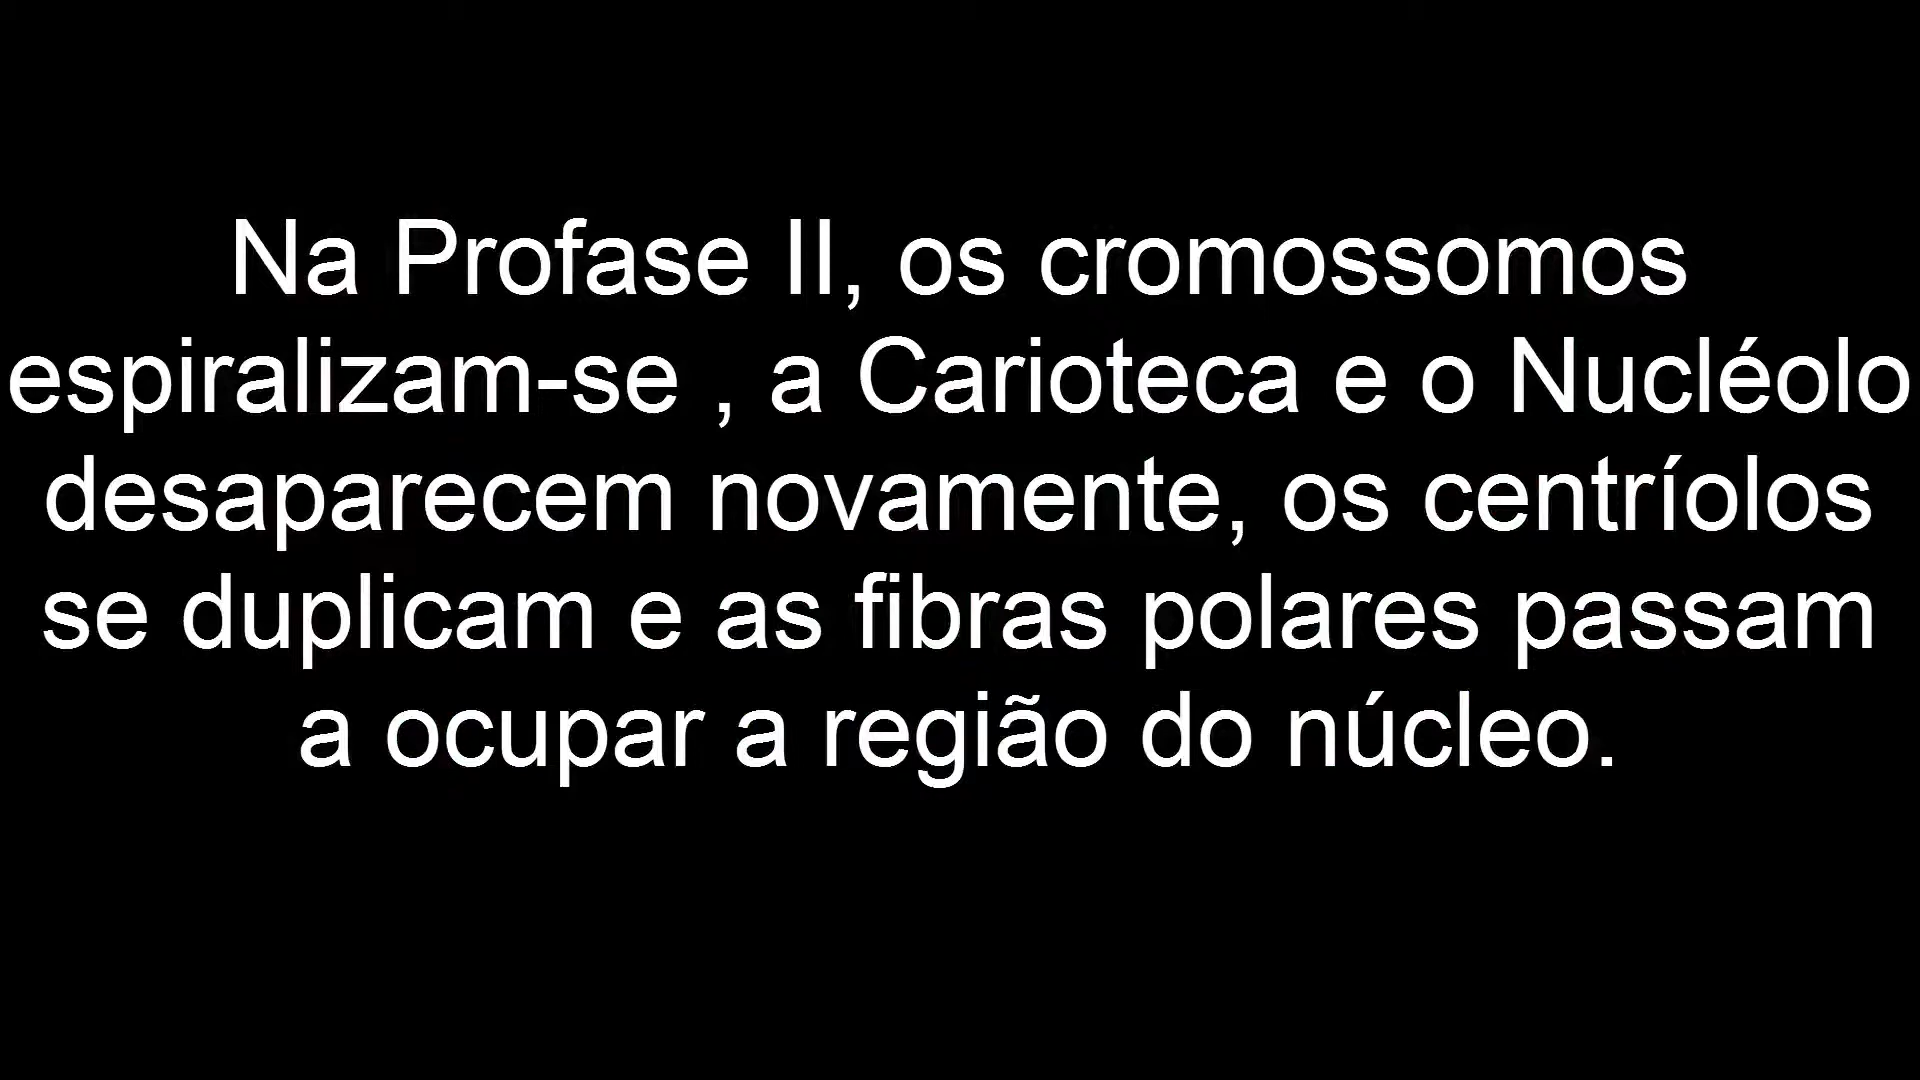 Na Profase II, os cromossomos
espiralizam-se , a Carioteca e o Nucléolo
desaparecem novamente, os centríolos
se duplicam e as fibras polares passam
a ocupar a região do núcleo.